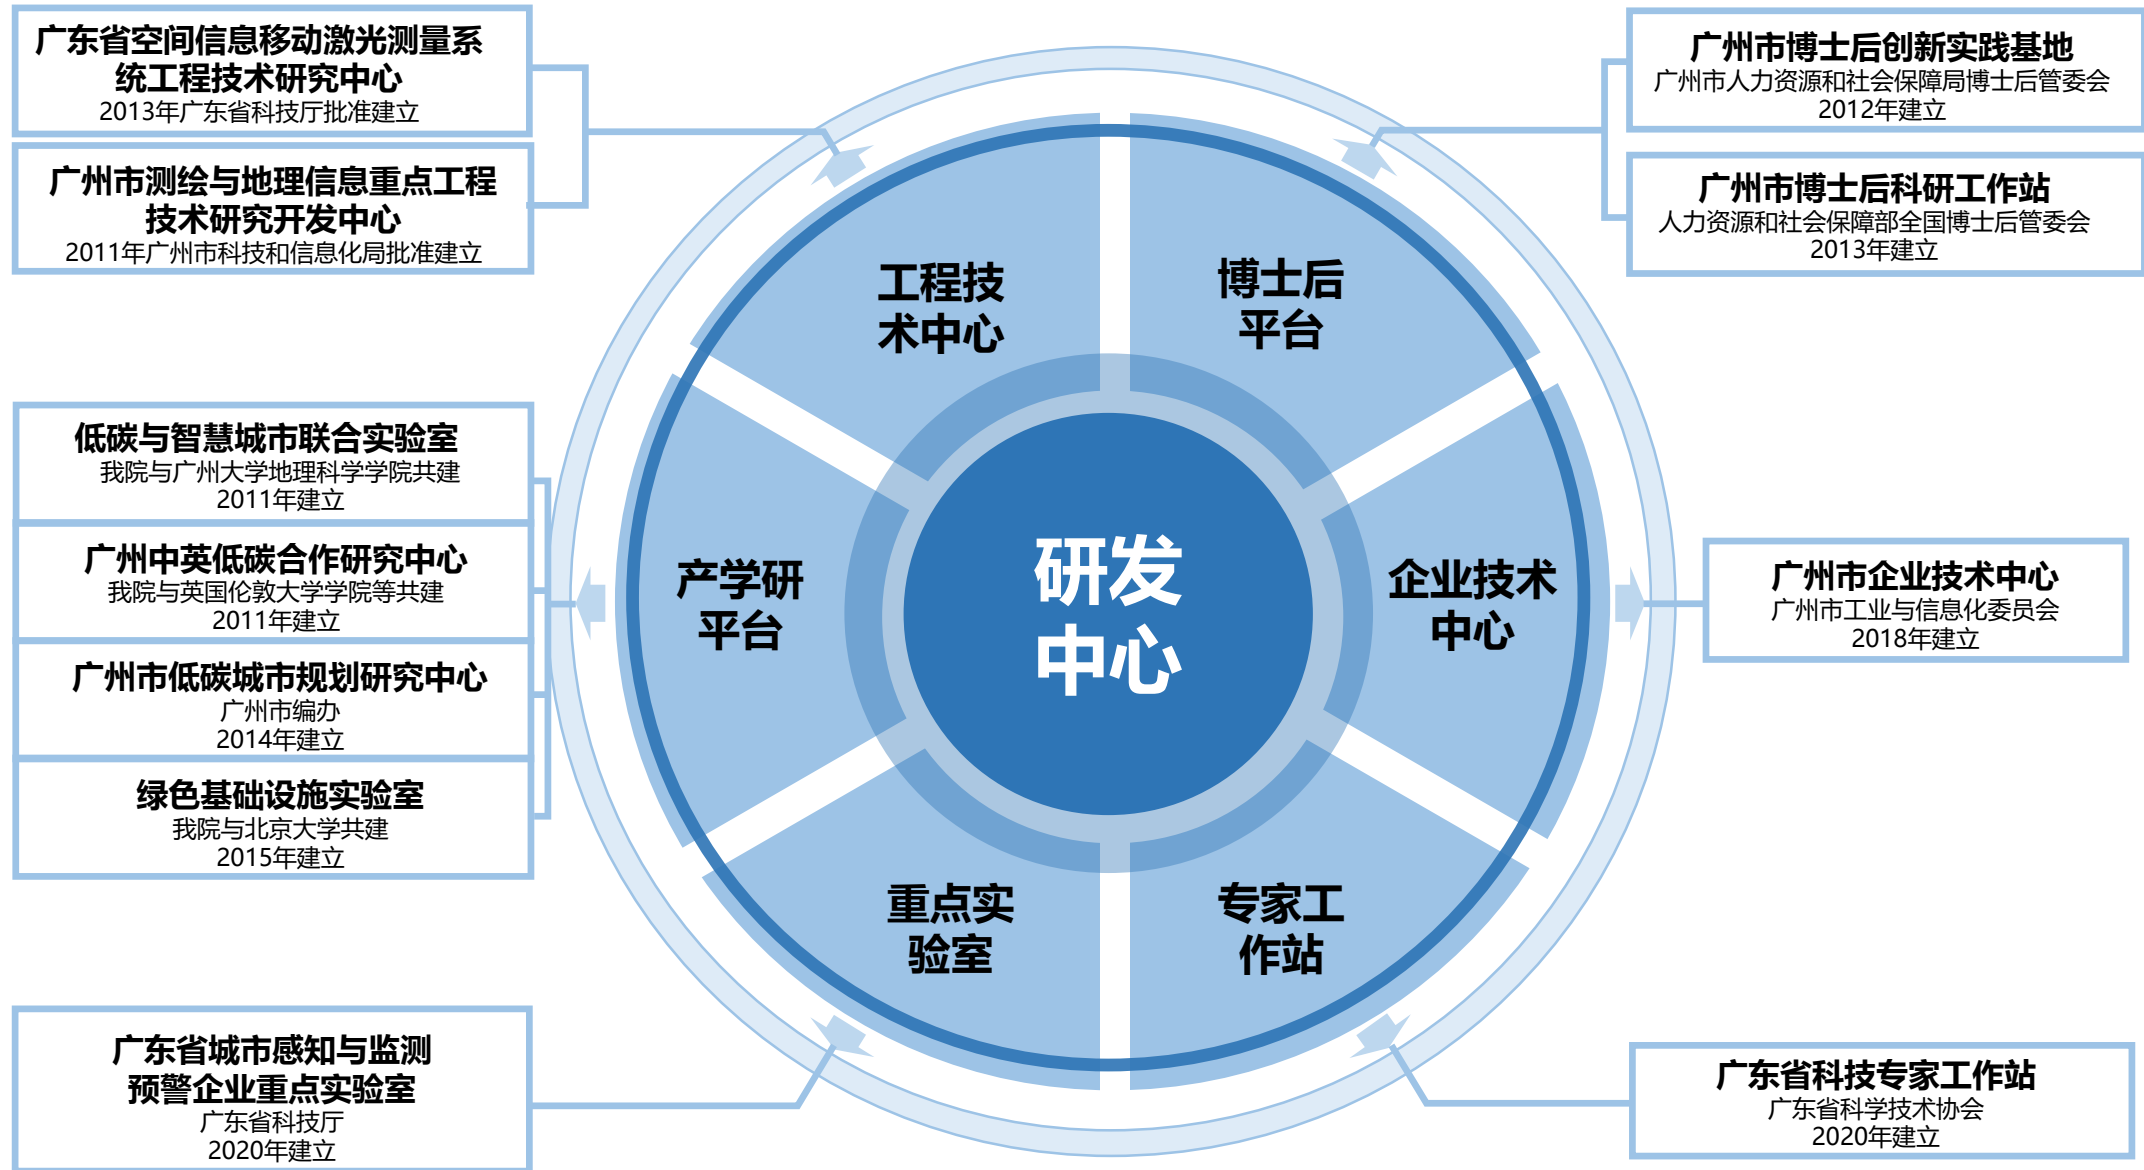 广东省空间信息移动激光测量系
统工程技术研究中心
2013年广东省科技厅批准建立
广州市测绘与地理信息重点工程
技术研究开发中心
2011年广州市科技和信息化局批准建立
低碳与智慧城市联合实验室
我院与广州大学地理科学学院共建
2011年建立
广州中英低碳合作研究中心
我院与英国伦敦大学学院等共建
2011年建立
广州市低碳城市规划研究中心
广州市编办
2014年建立
绿色基础设施实验室
我院与北京大学共建
2015年建立
广东省城市感知与监测
预警企业重点实验室
广东省科技厅
2020年建立
工程技
术中心
博士后
平台
产学研
平台
研发
中心
企业技术
中心
重点实
验室
专家工
作站
广州市博士后创新实践基地
广州市人力资源和社会保障局博士后管委会
2012年建立
广州市博士后科研工作站
人力资源和社会保障部全国博士后管委会
2013年建立
广州市企业技术中心
广州市工业与信息化委员会
2018年建立
广东省科技专家工作站
广东省科学技术协会
2020年建立